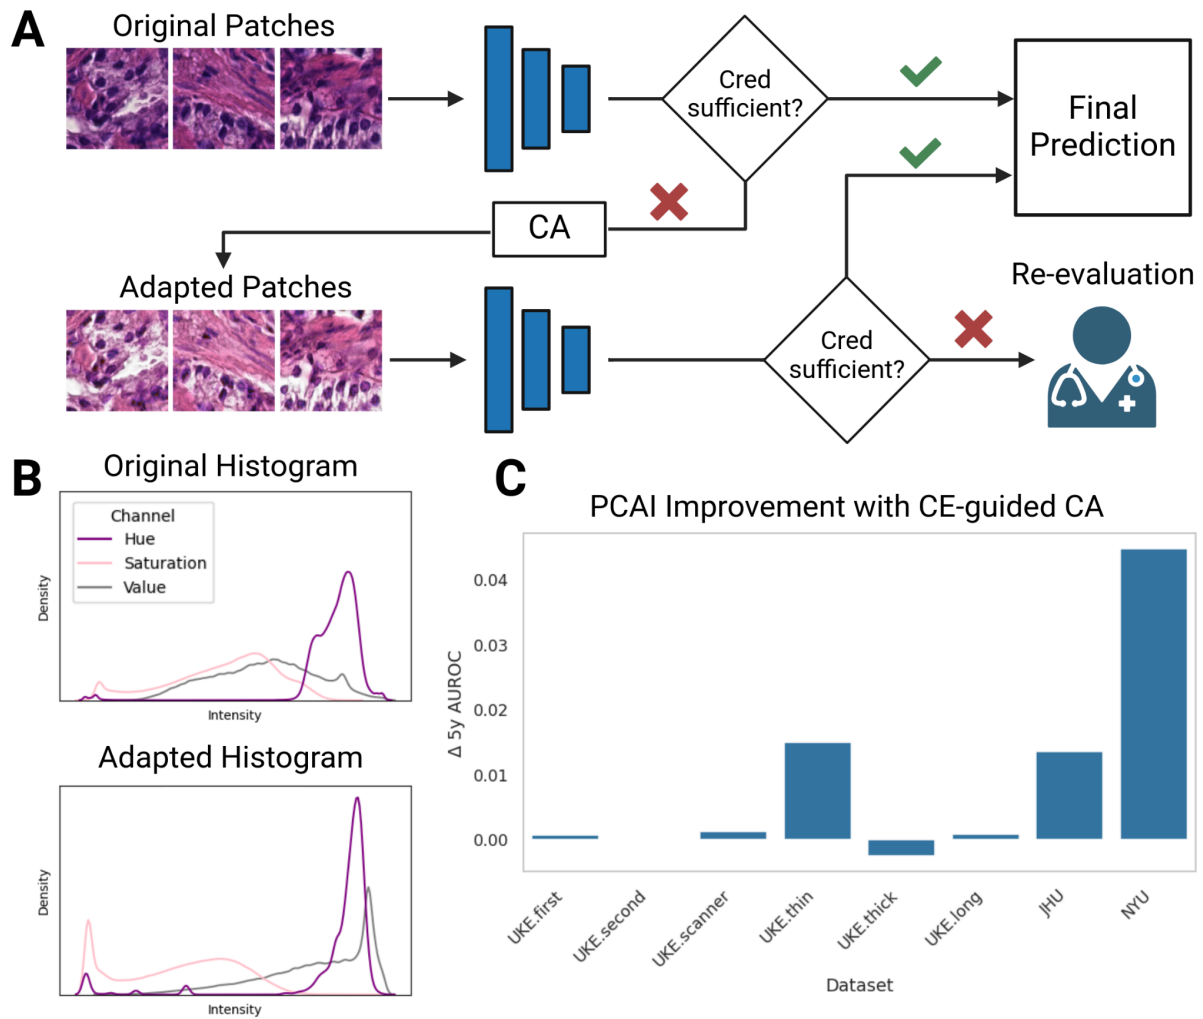 A
Original Patches
Cred
sufficient?
Final
Prediction
CA
Adapted Patches
Cred
sufficient?
Re-evaluation
B
Original Histogram
Channel
Hue
Saturation
Value
Density
Intensity
Adapted Histogram
Density
Intensity
C
PCAI Improvement with CE-guided CA
Δ 5y AUROC
0.04
0.03
0.02
0.01
0.00
UKE.first
UKE.second
UKE.scanner
UKE.thin
UKE.thick
UKE.long
JHU
NYU
Dataset